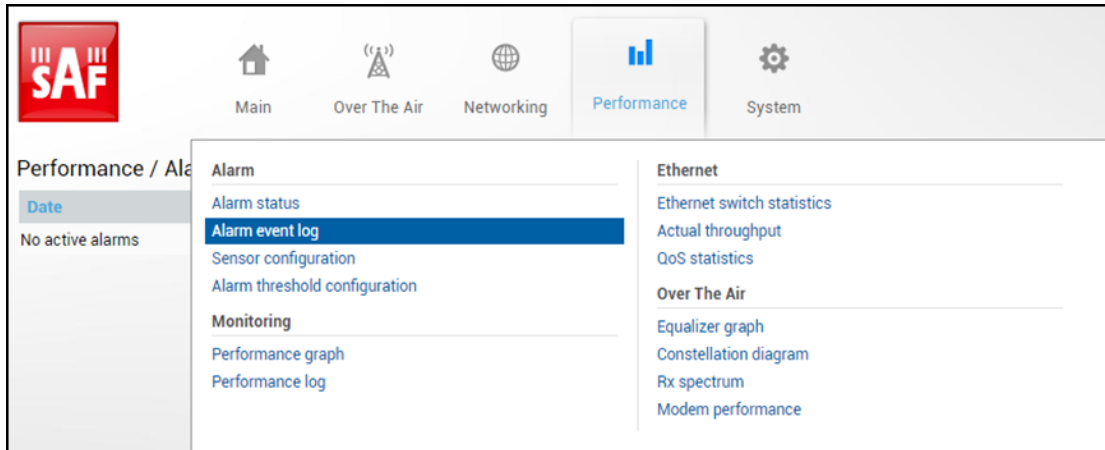 SAF
Main
Over The Air
Networking
Performance
System
Performance / Ala
Date
No active alarms
Alarm
Alarm status
Alarm event log
Sensor configuration
Alarm threshold configuration
Monitoring
Performance graph
Performance log
Ethernet
Ethernet switch statistics
Actual throughput
QoS statistics
Over The Air
Equalizer graph
Constellation diagram
Rx spectrum
Modem performance